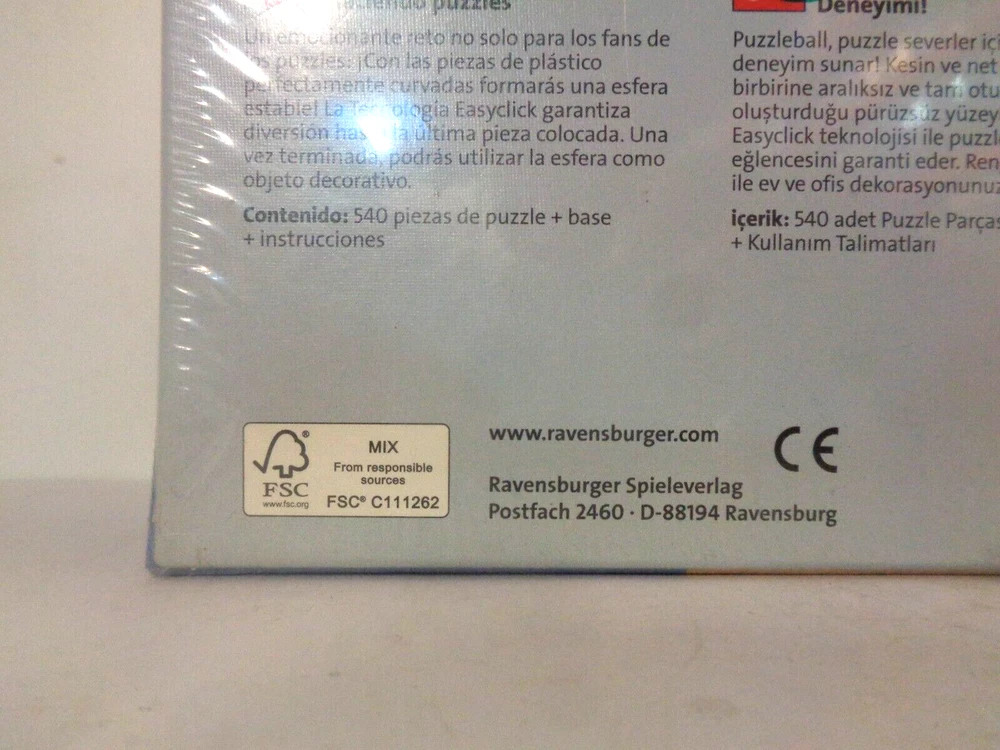 haciendo puzzles
Un emocionante reto no solo para los fans de
los puzzles: ¡Con las piezas de plástico
perfectamente curvadas formarás una esfera
estable! La Tecnología Easyclick garantiza
diversión hasta la última pieza colocada. Una
vez terminada, podrás utilizar la esfera como
objeto decorativo.
Contenido: 540 piezas de puzzle + base
+ instrucciones
Deneyimi!
Puzzleball, puzzle severler içi
deneyim sunar! Kesin ve net
birbirine aralıksız ve tam otu
oluşturduğu pürüzsüz yüzey
Easyclick teknolojisi ile puzzl
eğlencesini garanti eder. Ren
ile ev ve ofis dekorasyonunuz
içerik: 540 adet Puzzle Parças
+ Kullanım Talimatları
FSC
www.fsc.org
MIX
From responsible
sources
FSC® C111262
www.ravensburger.com
Ravensburger Spieleverlag
Postfach 2460 · D-88194 Ravensburg
CE